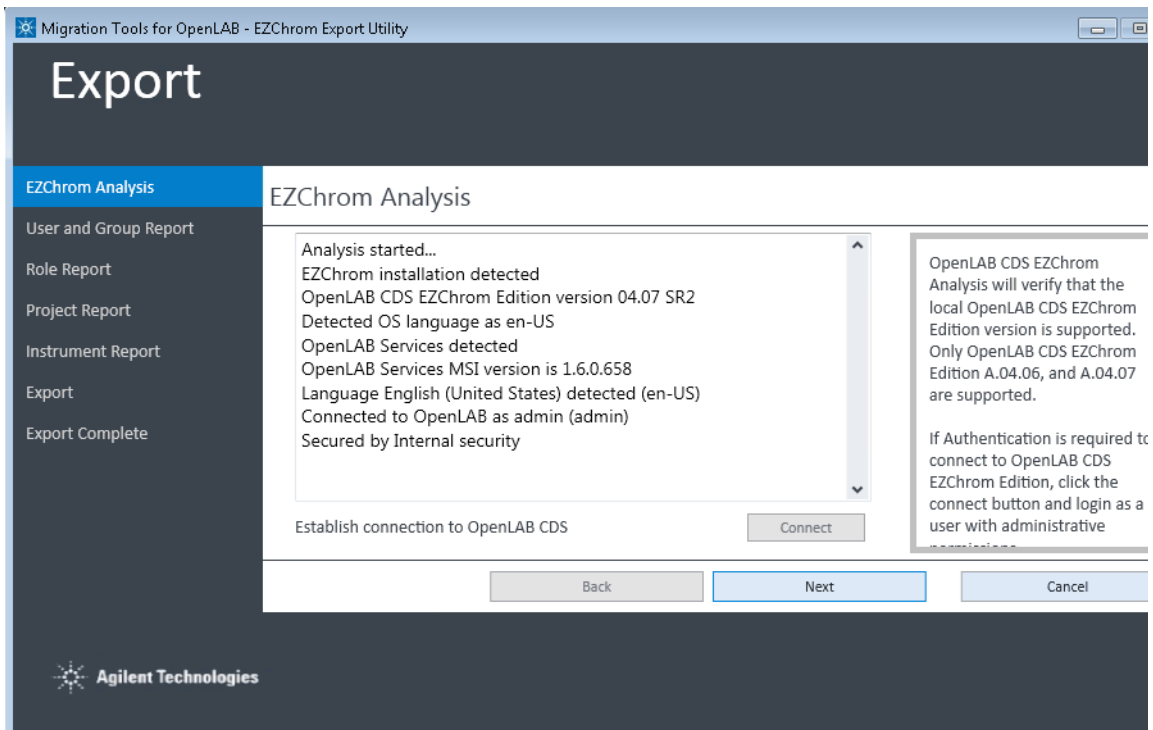 Migration Tools for OpenLAB - EZChrom Export Utility
Export
EZChrom Analysis
User and Group Report
Role Report
Project Report
Instrument Report
Export
Export Complete
EZChrom Analysis
Analysis started...
EZChrom installation detected
OpenLAB CDS EZChrom Edition version 04.07 SR2
Detected OS language as en-US
OpenLAB Services detected
OpenLAB Services MSI version is 1.6.0.658
Language English (United States) detected (en-US)
Connected to OpenLAB as admin (admin)
Secured by Internal security
Establish connection to OpenLAB CDS
Connect
OpenLAB CDS EZChrom
Analysis will verify that the
local OpenLAB CDS EZChrom
Edition version is supported.
Only OpenLAB CDS EZChrom
Edition A.04.06, and A.04.07
are supported.
If Authentication is required to
connect to OpenLAB CDS
EZChrom Edition, click the
connect button and login as a
user with administrative
Back
Next
Cancel
Agilent Technologies